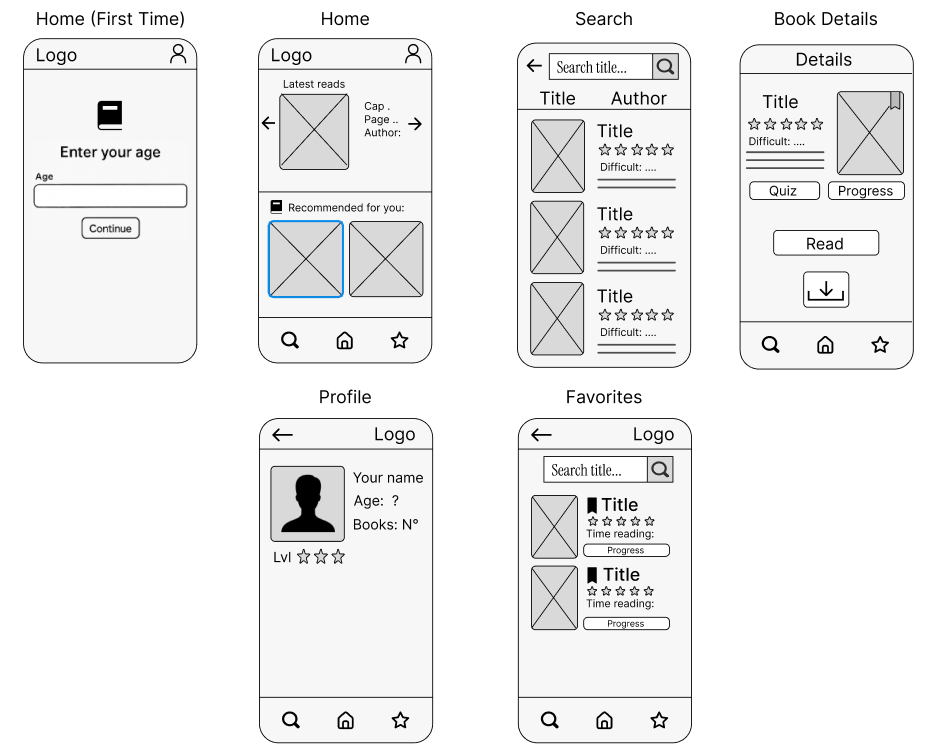 Home (First Time)
Logo
Enter your age
Age
Continue
Home
Logo
Latest reads
Cap .
Page ..
Author:
Recommended for you:
Search
Search title...
Title Author
Title
Difficult: ....
Title
Difficult: ....
Title
Difficult: ....
Book Details
Details
Title
Difficult: ....
Quiz Progress
Read
Profile
Logo
Your name
Age: ?
Books: N°
Lvl
Favorites
Logo
Search title...
Title
Time reading:
Progress
Title
Time reading:
Progress